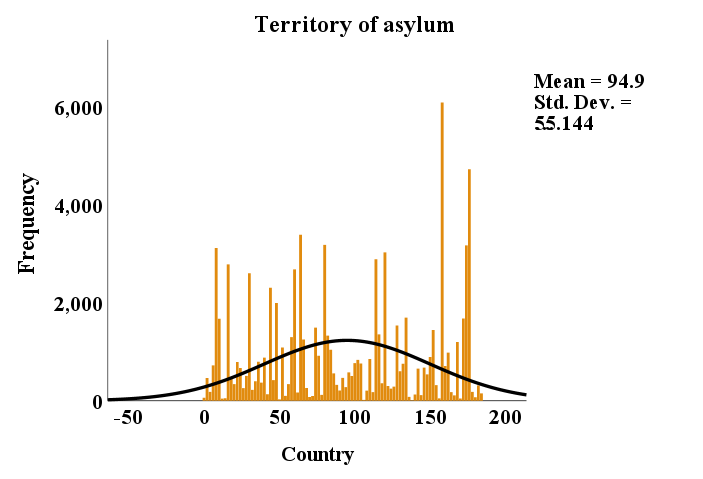 Territory of asylum
Mean = 94.9
Std. Dev. =
55.144
6,000
4,000
2,000
0
Frequency
-50 0 50 100 150 200
Country